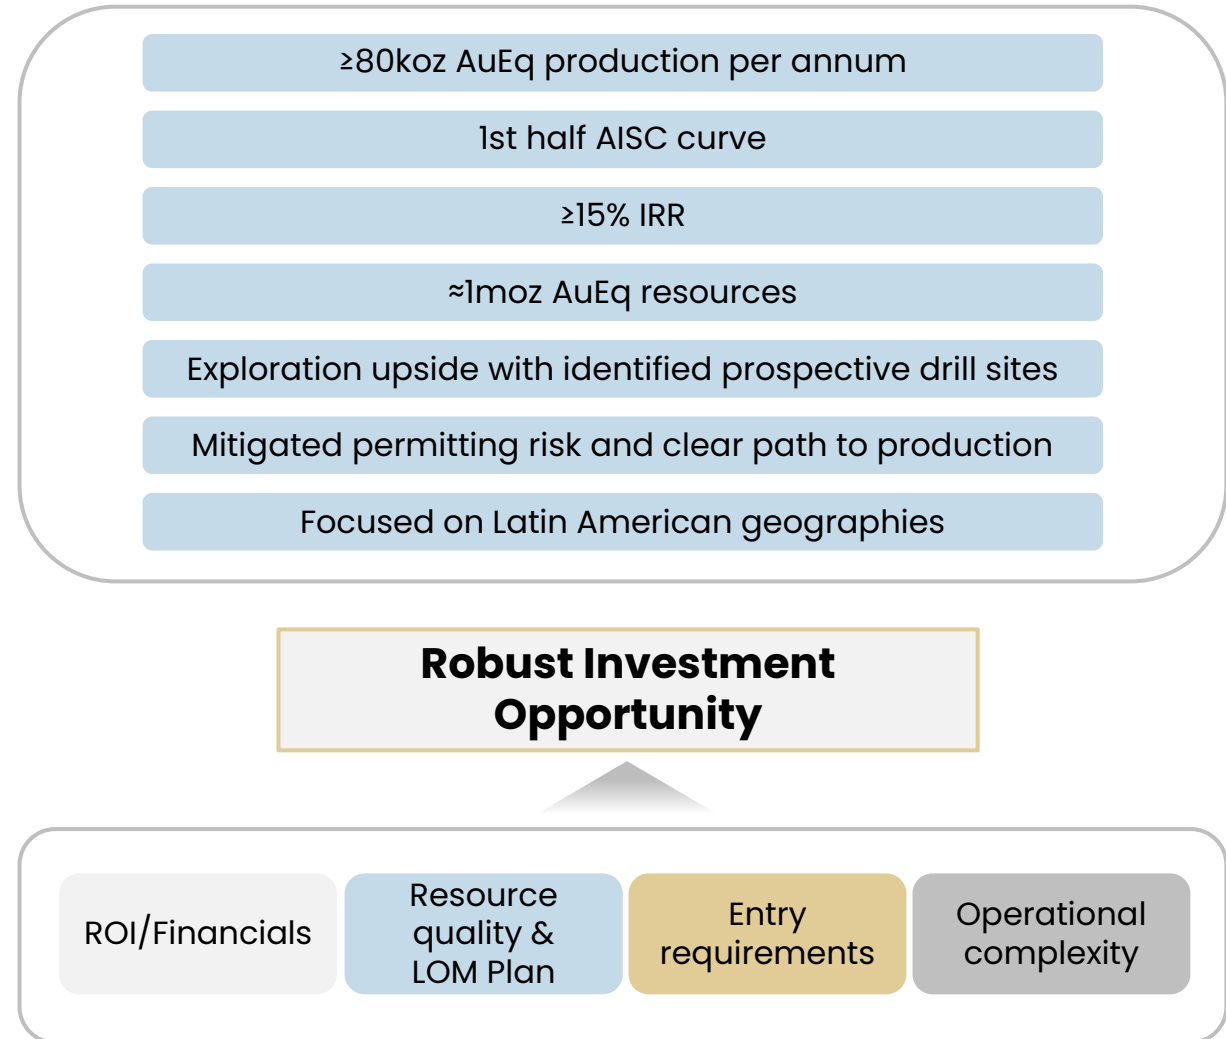 ≥80koz AuEq production per annum
1st half AISC curve
≥15% IRR
≈1moz AuEq resources
Exploration upside with identified prospective drill sites
Mitigated permitting risk and clear path to production
Focused on Latin American geographies
Robust Investment
Opportunity
ROI/Financials
Resource
quality &
LOM Plan
Entry
requirements
Operational
complexity